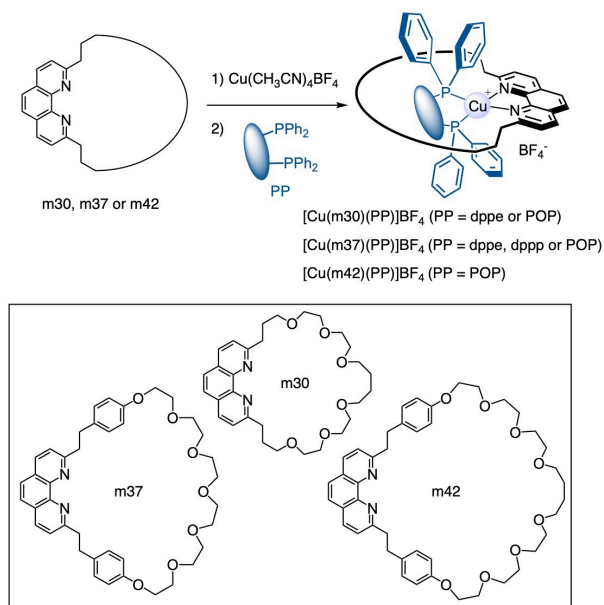 1) Cu(CH₃CN)₄BF₄
2)
PPh₂
PPh₂
PP
N
N
P
P
Cu
+
N
N
BF₄⁻
m30, m37 or m42
[Cu(m30)(PP)]BF₄ (PP = dppe or POP)
[Cu(m37)(PP)]BF₄ (PP = dppe, dppp or POP)
[Cu(m42)(PP)]BF₄ (PP = POP)
N
N
O
O
O
O
O
O
m30
N
N
O
O
O
O
O
O
O
m37
N
N
O
O
O
O
O
O
O
O
m42